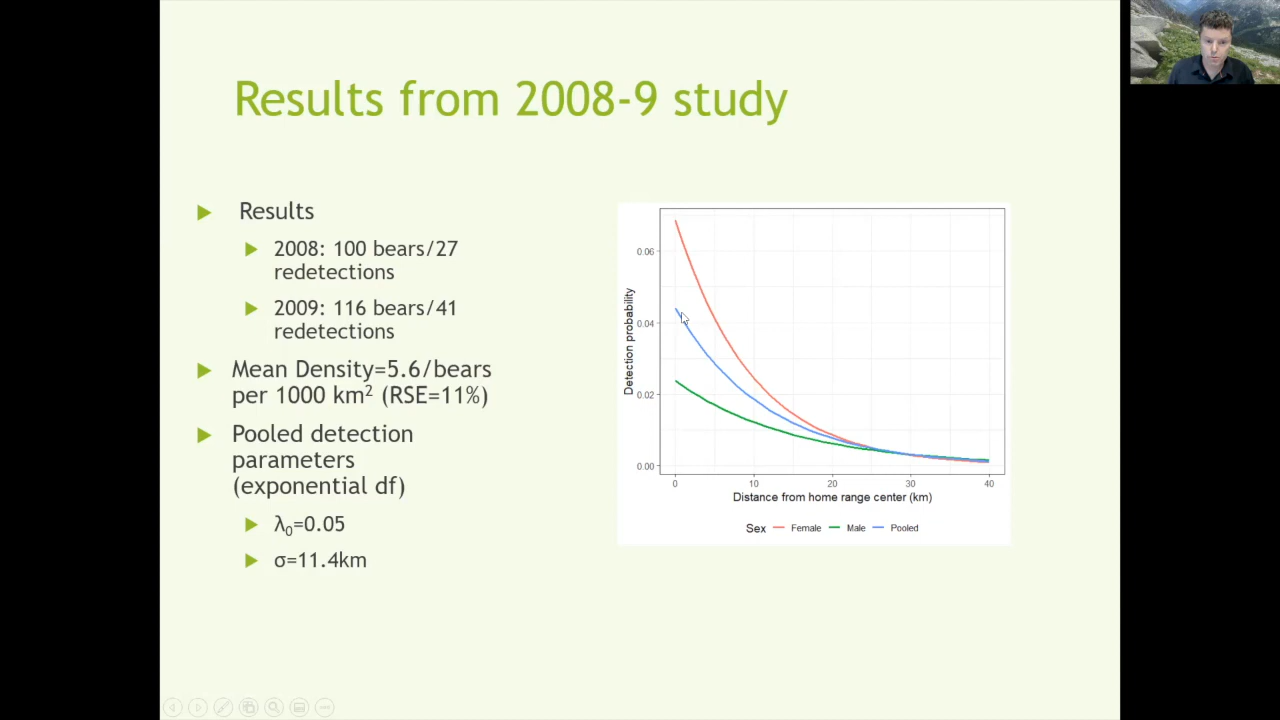 Results from 2008-9 study
Results
2008: 100 bears/27
redetections
2009: 116 bears/41
redetections
Mean Density=5.6/bears
per 1000 km² (RSE=11%)
Pooled detection
parameters
(exponential df)
λ₀=0.05
σ=11.4km
Detection probability
0.06
0.04
0.02
0.00
0
10
20
30
40
Distance from home range center (km)
Sex Female Male Pooled